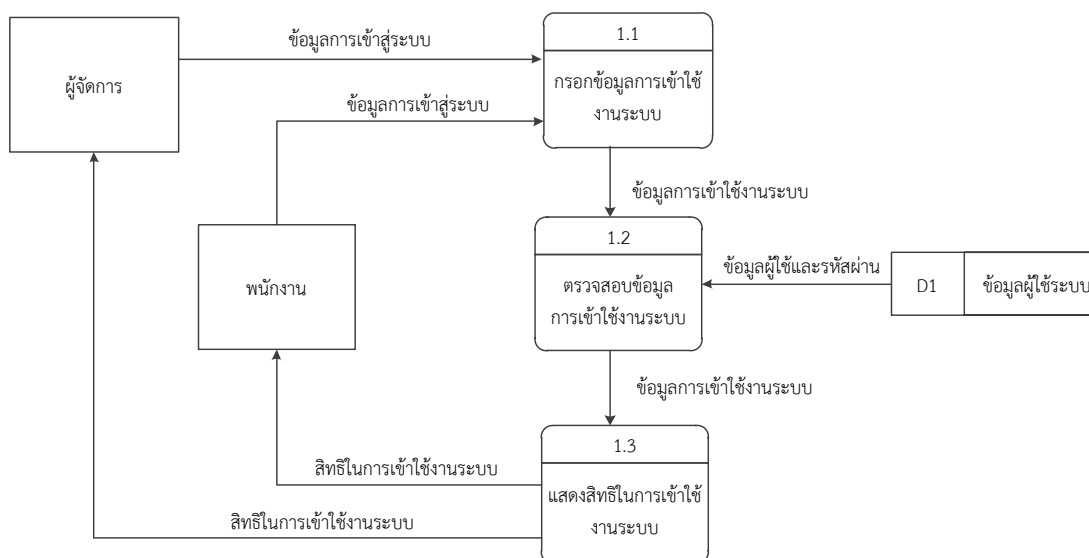 ข้อมูลการเข้าสู่ระบบ
1.1
ผู้จัดการ
กรอกข้อมูลการเข้าใช้
งานระบบ
ข้อมูลการเข้าสู่ระบบ
ข้อมูลการเข้าใช้งานระบบ
1.2
พนักงาน
ตรวจสอบข้อมูล
การเข้าใช้งานระบบ
ข้อมูลผู้ใช้และรหัสผ่าน
D1
ข้อมูลผู้ใช้ระบบ
ข้อมูลการเข้าใช้งานระบบ
1.3
สิทธิในการเข้าใช้งานระบบ
แสดงสิทธิในการเข้าใช้
งานระบบ
สิทธิในการเข้าใช้งานระบบ